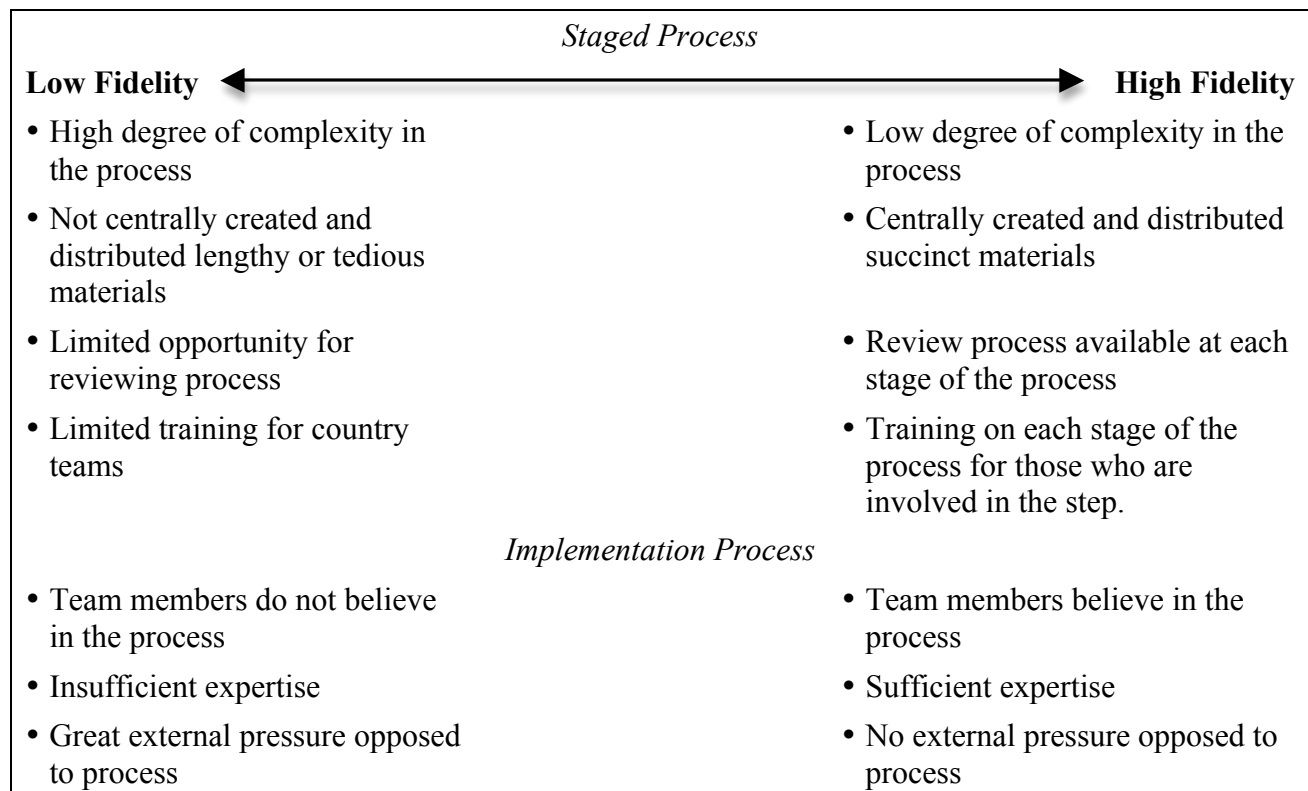 Staged Process
Low Fidelity High Fidelity
• High degree of complexity in
the process
• Low degree of complexity in the
process
• Not centrally created and
distributed lengthy or tedious
materials
• Centrally created and distributed
succinct materials
• Limited opportunity for
reviewing process
• Review process available at each
stage of the process
• Limited training for country
teams
• Training on each stage of the
process for those who are
involved in the step.
Implementation Process
• Team members do not believe
in the process
• Team members believe in the
process
• Insufficient expertise
• Sufficient expertise
• Great external pressure opposed
to process
• No external pressure opposed to
process